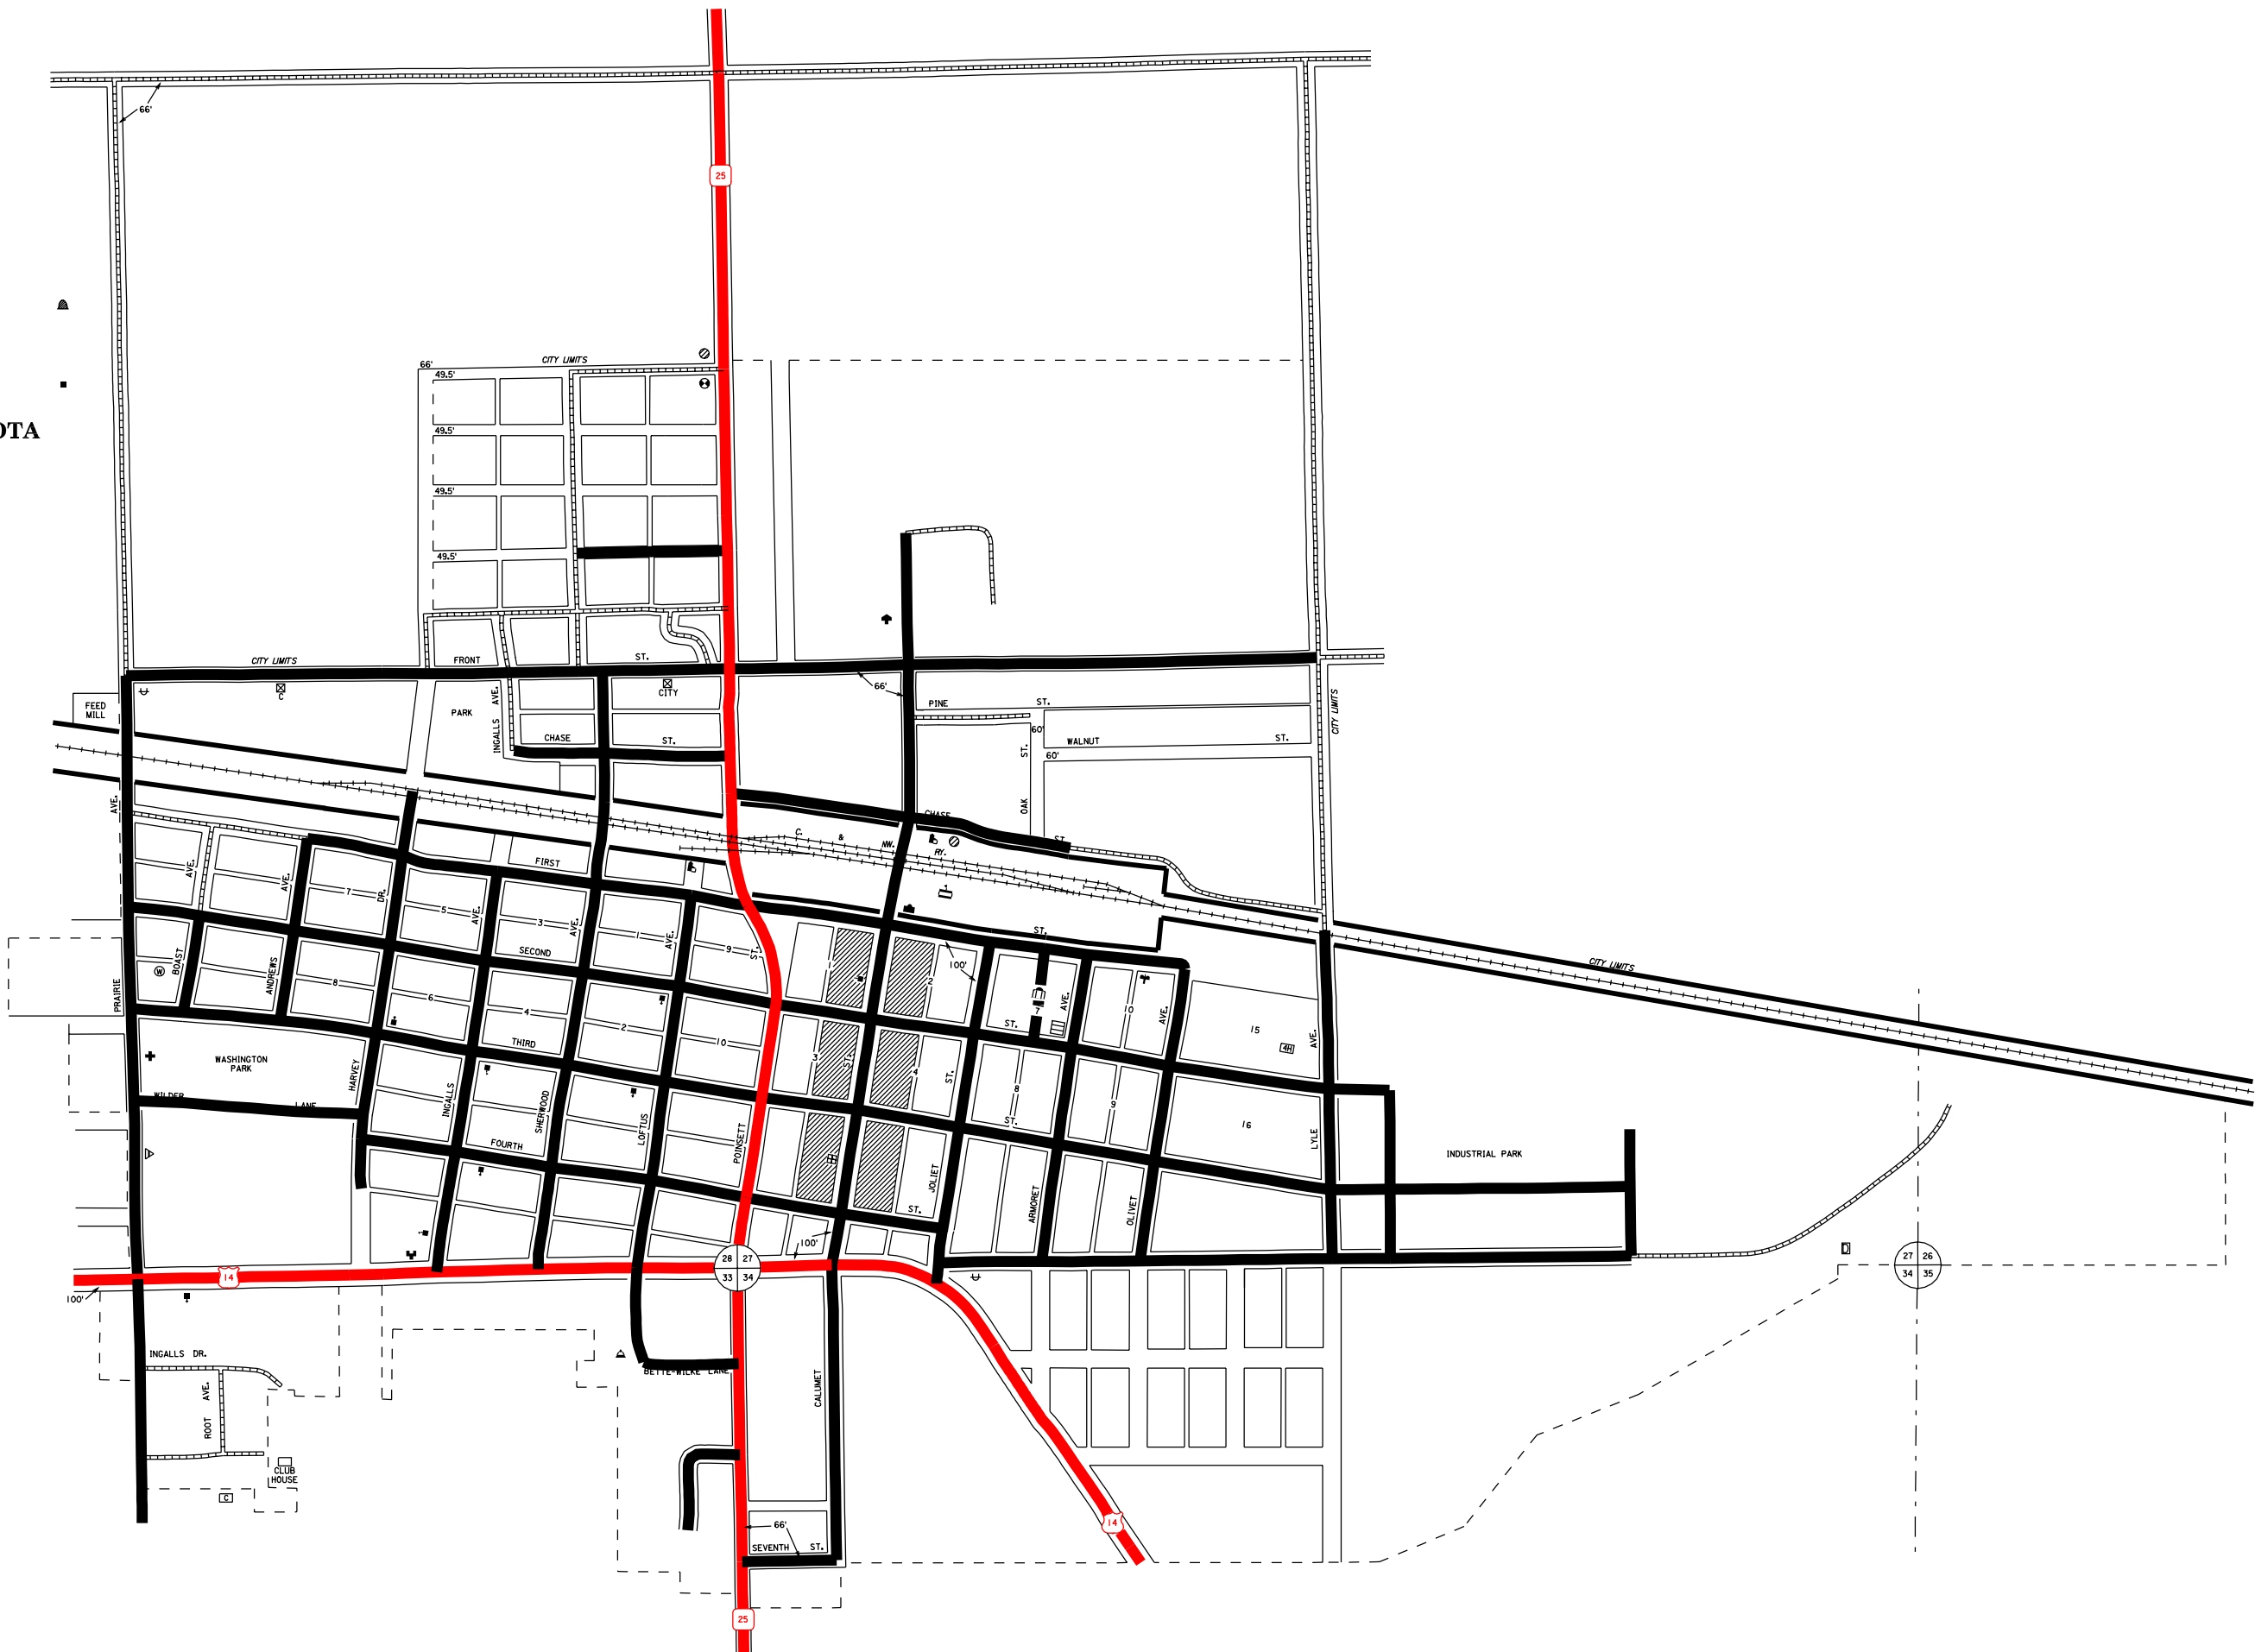 66'
25
OTA
CITY LIMITS
66'
49.5'
49.5'
49.5'
49.5'
CITY LIMITS
FRONT
ST.
C
CITY
66'
PINE
ST.
FEED
MILL
PARK
INGALLS AVE.
CHASE
ST.
60'
WALNUT
ST.
60'
OAK
ST.
CITY LIMITS
AVE.
CHASE
ST.
C.
&
NW.
RY.
FIRST
ST.
AVE.
AVE.
7
DR.
5
AVE.
3
AVE.
1
AVE.
9
ST.
1
2
100'
SECOND
ST.
CITY LIMITS
PRAIRIE
W
BOAST
ANDREWS
8
6
4
2
10
3
ST.
4
ST.
7
AVE.
10
AVE.
15
4H
AVE.
WASHINGTON
PARK
HARVEY
THIRD
ST.
8
9
16
WILDER
LANE
INGALLS
SHERWOOD
LOFTUS
POINSETT
FOURTH
ST.
JOLIET
ARMORET
OLIVET
LYLE
INDUSTRIAL PARK
100'
28 27
33 34
27 26
34 35
14
100'
INGALLS DR.
BETTE-WILKE LANE
CALUMET
ROOT AVE.
CLUB
HOUSE
C
14
66'
SEVENTH ST.
25